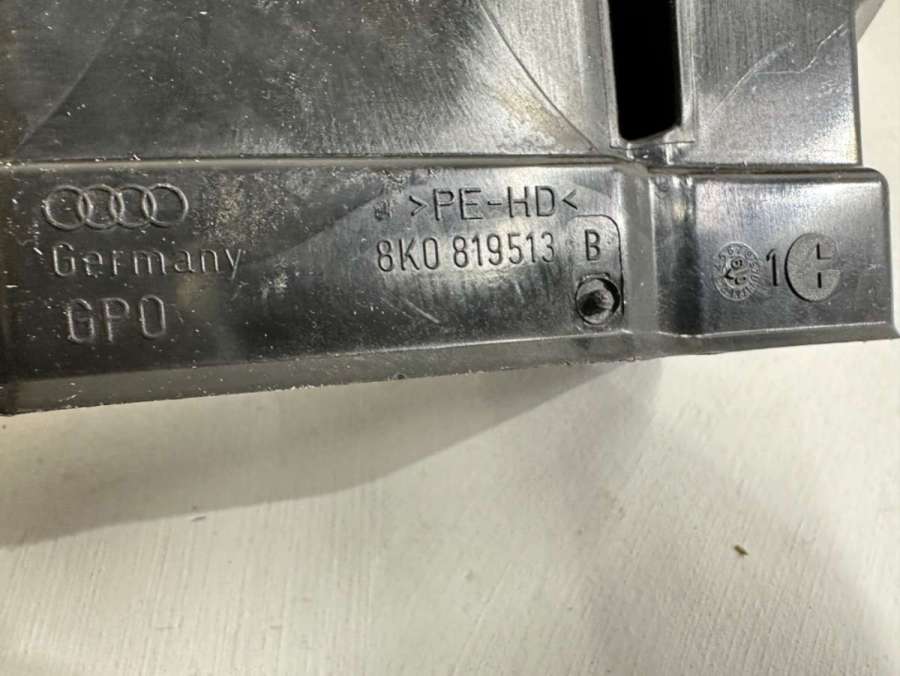 >PE-HD<
Germany
8K0 819513 B
GPO
1